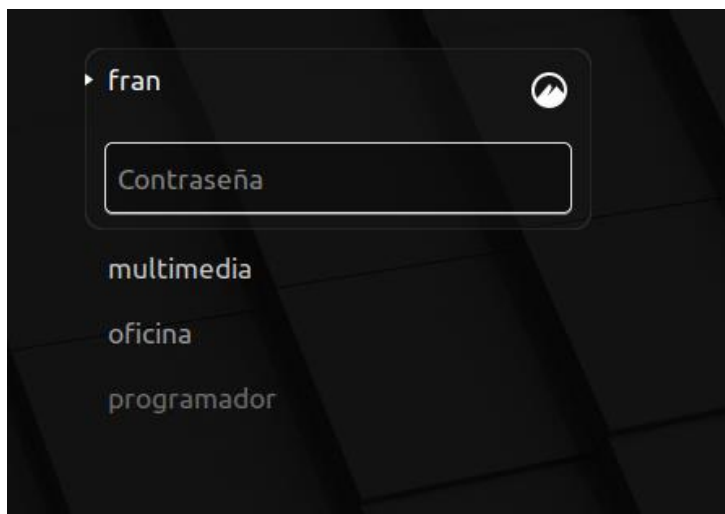 fran
Contraseña
multimedia
oficina
programador